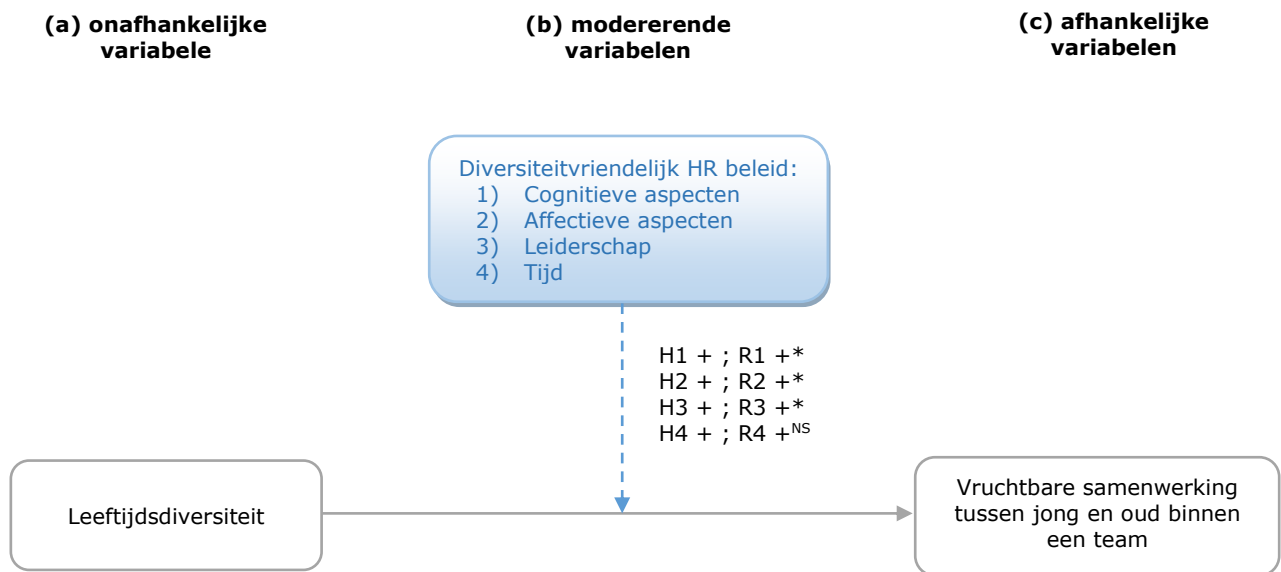 (a) onafhankelijke
variabele
(b) modererende
variabelen
(c) afhankelijke
variabelen
Diversiteitvriendelijk HR beleid:
1) Cognitieve aspecten
2) Affectieve aspecten
3) Leiderschap
4) Tijd
H1 + ; R1 +*
H2 + ; R2 +*
H3 + ; R3 +*
H4 + ; R4 +NS
Leeftijdsdiversiteit
Vruchtbare samenwerking
tussen jong en oud binnen
een team